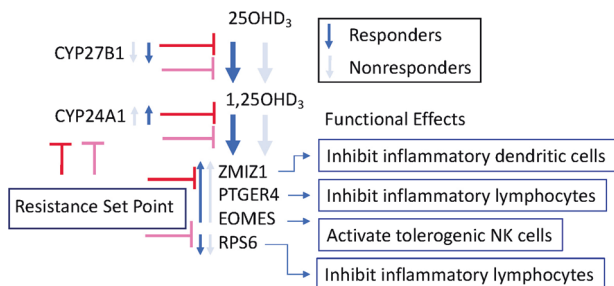 25OHD3
CYP27B1
Responders
Nonresponders
CYP24A1
1,25OHD3
Functional Effects
ZMIZ1
Inhibit inflammatory dendritic cells
PTGER4
Inhibit inflammatory lymphocytes
Resistance Set Point
EOMES
Activate tolerogenic NK cells
RPS6
Inhibit inflammatory lymphocytes